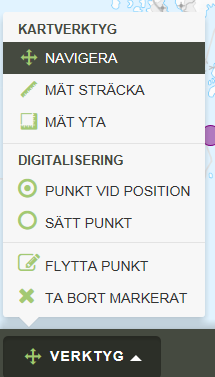 KARTVERKTYG
NAVIGERA
MÄT STRÄCKA
MÄT YTA
DIGITALISERING
PUNKT VID POSITION
SÄTT PUNKT
FLYTTA PUNKT
TA BORT MARKERAT
VERKTYG